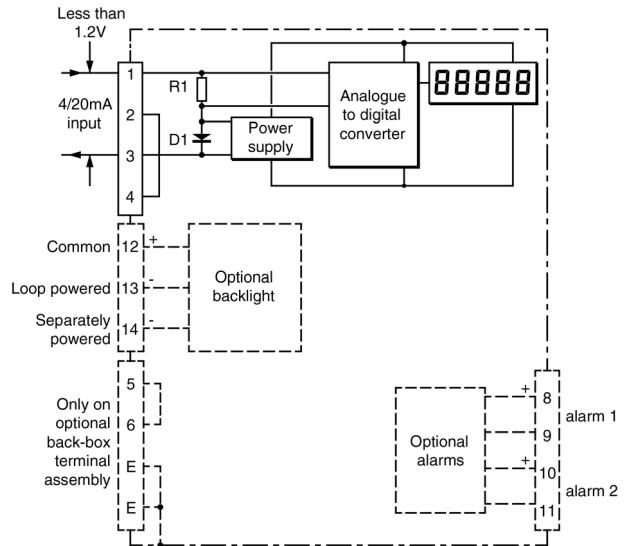 Less than
1.2V
1
R1
4/20mA
input
2
D1
3
4
Power
supply
Analogue
to digital
converter
88888
Common
12
+
Loop powered
13
-
Separately
powered
14
-
Optional
backlight
5
6
E
E
Only on
optional
back-box
terminal
assembly
Optional
alarms
+
8
9
alarm 1
+
10
11
alarm 2